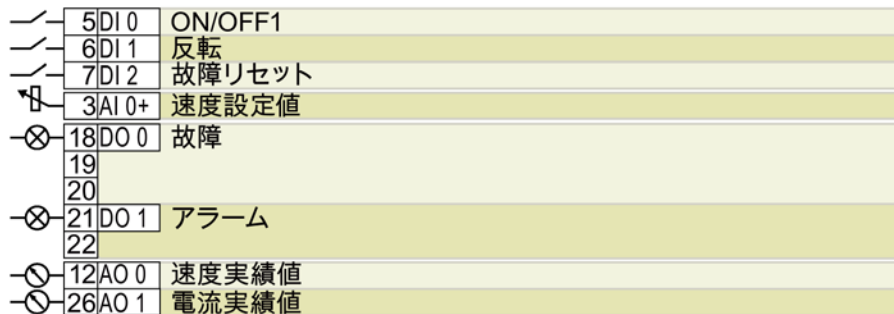 5 DI 0 ON/OFF1
6 DI 1 反転
7 DI 2 故障リセット
3 AI 0+ 速度設定値
18 DO 0 故障
19
20
21 DO 1 アラーム
22
12 AO 0 速度実績値
26 AO 1 電流実績値